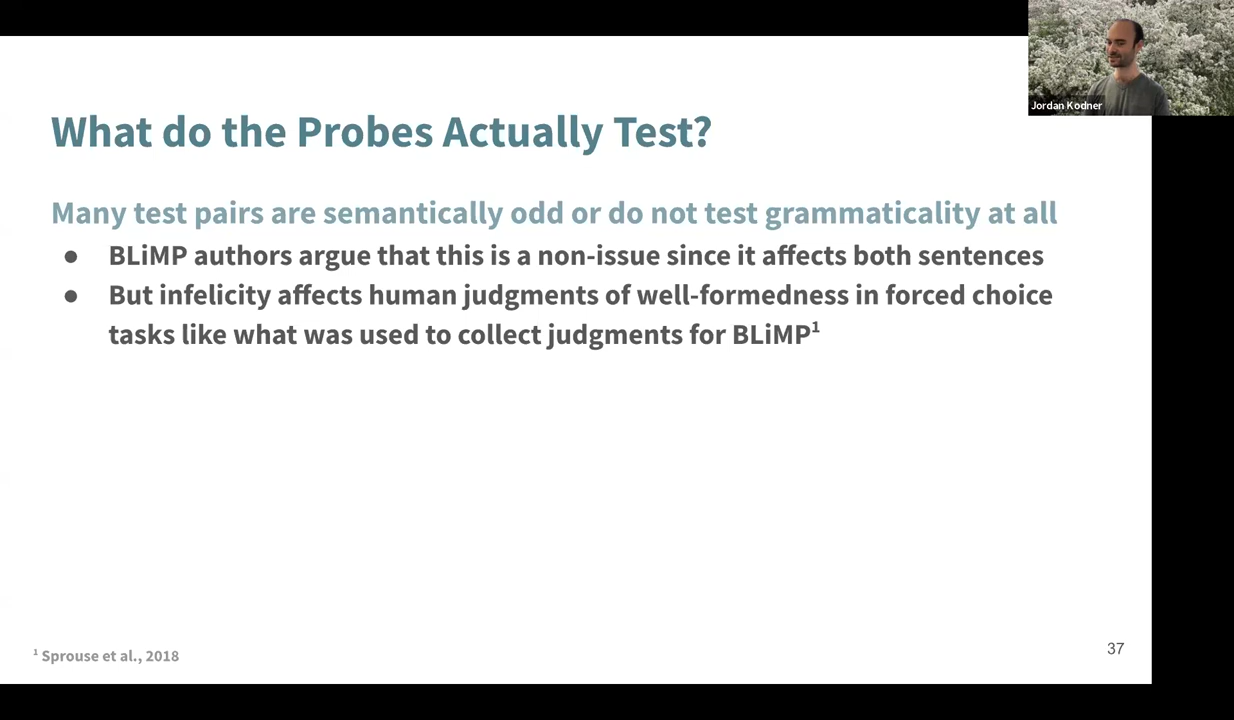 Jordan Kodner
What do the Probes Actually Test?
Many test pairs are semantically odd or do not test grammaticality at all
● BLiMP authors argue that this is a non-issue since it affects both sentences
● But infelicity affects human judgments of well-formedness in forced choice
tasks like what was used to collect judgments for BLiMP¹
¹ Sprouse et al., 2018
37